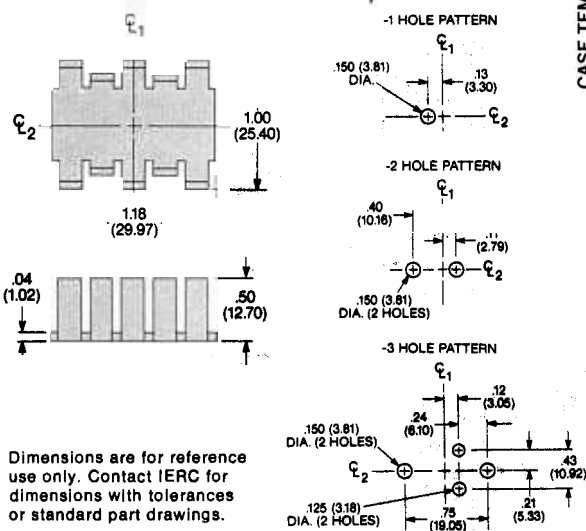 ℄1
℄2
1.00
(25.40)
1.18
(29.97)
.04
(1.02)
.50
(12.70)
Dimensions are for reference
use only. Contact IERC for
dimensions with tolerances
or standard part drawings.
-1 HOLE PATTERN
℄1
.150 (3.81)
DIA.
.13
(3.30)
℄2
-2 HOLE PATTERN
℄1
.40
(10.16)
(2.79)
℄2
.150 (3.81)
DIA. (2 HOLES)
-3 HOLE PATTERN
℄1
.12
(3.05)
.24
(6.10)
.150 (3.81)
DIA. (2 HOLES)
℄2
.43
(10.92)
.21
(5.33)
.125 (3.18)
DIA. (2 HOLES)
.75
(19.05)
CASE